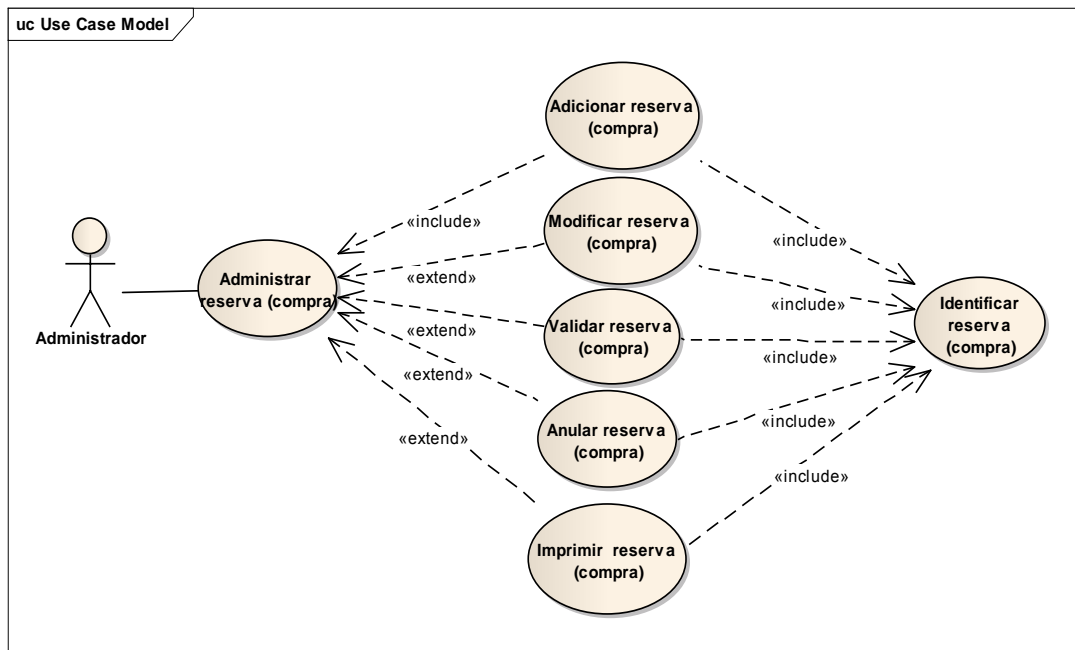 uc Use Case Model
Adicionar reserva
(compra)
«include»
«include»
Modificar reserva
(compra)
«extend»
«include»
Administrador
Administrar
reserva (compra)
Validar reserva
(compra)
«extend»
«include»
Identificar
reserva
(compra)
Anular reserva
(compra)
«extend»
«include»
Imprimir reserva
(compra)
«extend»
«include»